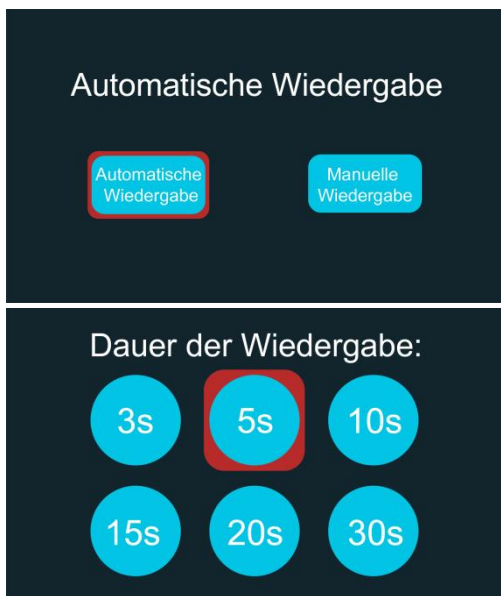 Automatische Wiedergabe
Automatische
Wiedergabe
Manuelle
Wiedergabe
Dauer der Wiedergabe:
3s 5s 10s
15s 20s 30s